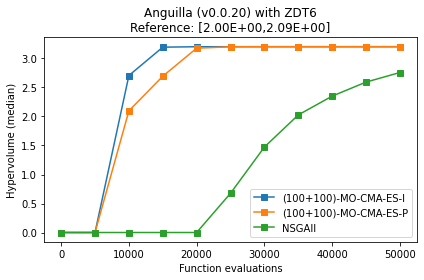 Anguilla (v0.0.20) with ZDT6
Reference: [2.00E+00,2.09E+00]
Hypervolume (median)
3.0
2.5
2.0
1.5
1.0
0.5
0.0
(100+100)-MO-CMA-ES-I
(100+100)-MO-CMA-ES-P
NSGAII
0 10000 20000 30000 40000 50000
Function evaluations